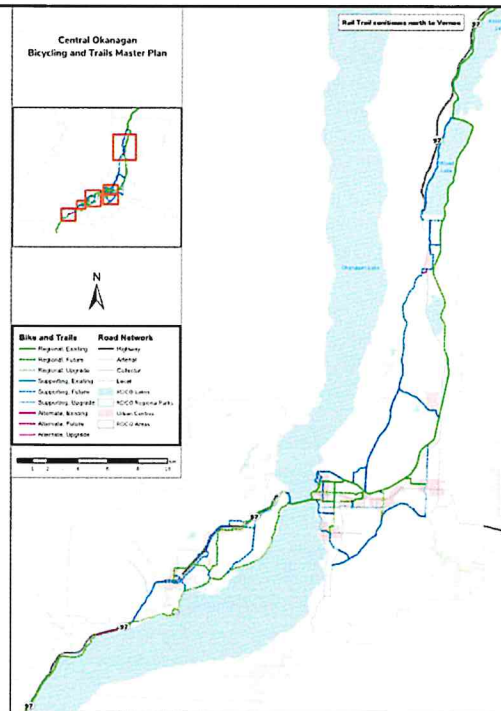 Central Okanagan
Bicycling and Trails Master Plan
Rail Trail continues north to Vernon
97
97
Lake
Okanagan Lake
N
Bike and Trails
Regional, Existing
Regional, Future
Regional, Upgrade
Supporting, Existing
Supporting, Future
Supporting, Upgrade
Alternate, Existing
Alternate, Future
Alternate, Upgrade
Road Network
Highway
Arterial
Collector
Local
RDCO Regional Parks
Urban Centres
RDCO Areas
97
97
97